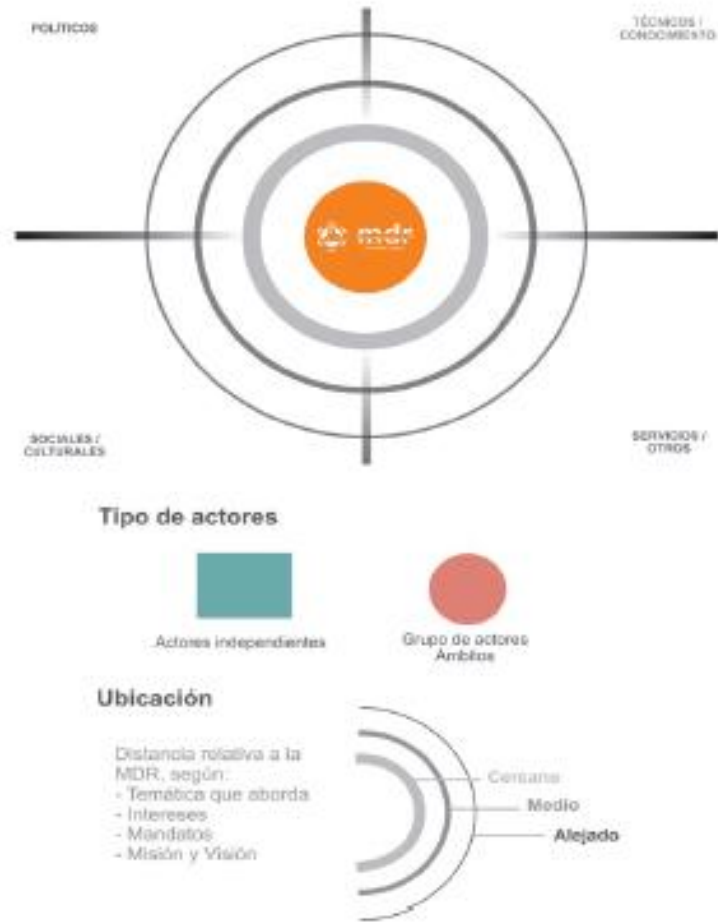 POLÍTICOS
TÉCNICOS /
CONOCIMIENTO
mdr
SOCIALES /
CULTURALES
SERVICIOS /
OTROS
Tipo de actores
Actores independientes
Grupo de actores
Ámbitos
Ubicación
Distancia relativa a la
MDR, según:
- Temática que aborda
- Intereses
- Mandatos
- Misión y Visión
Cercano
Medio
Alejado